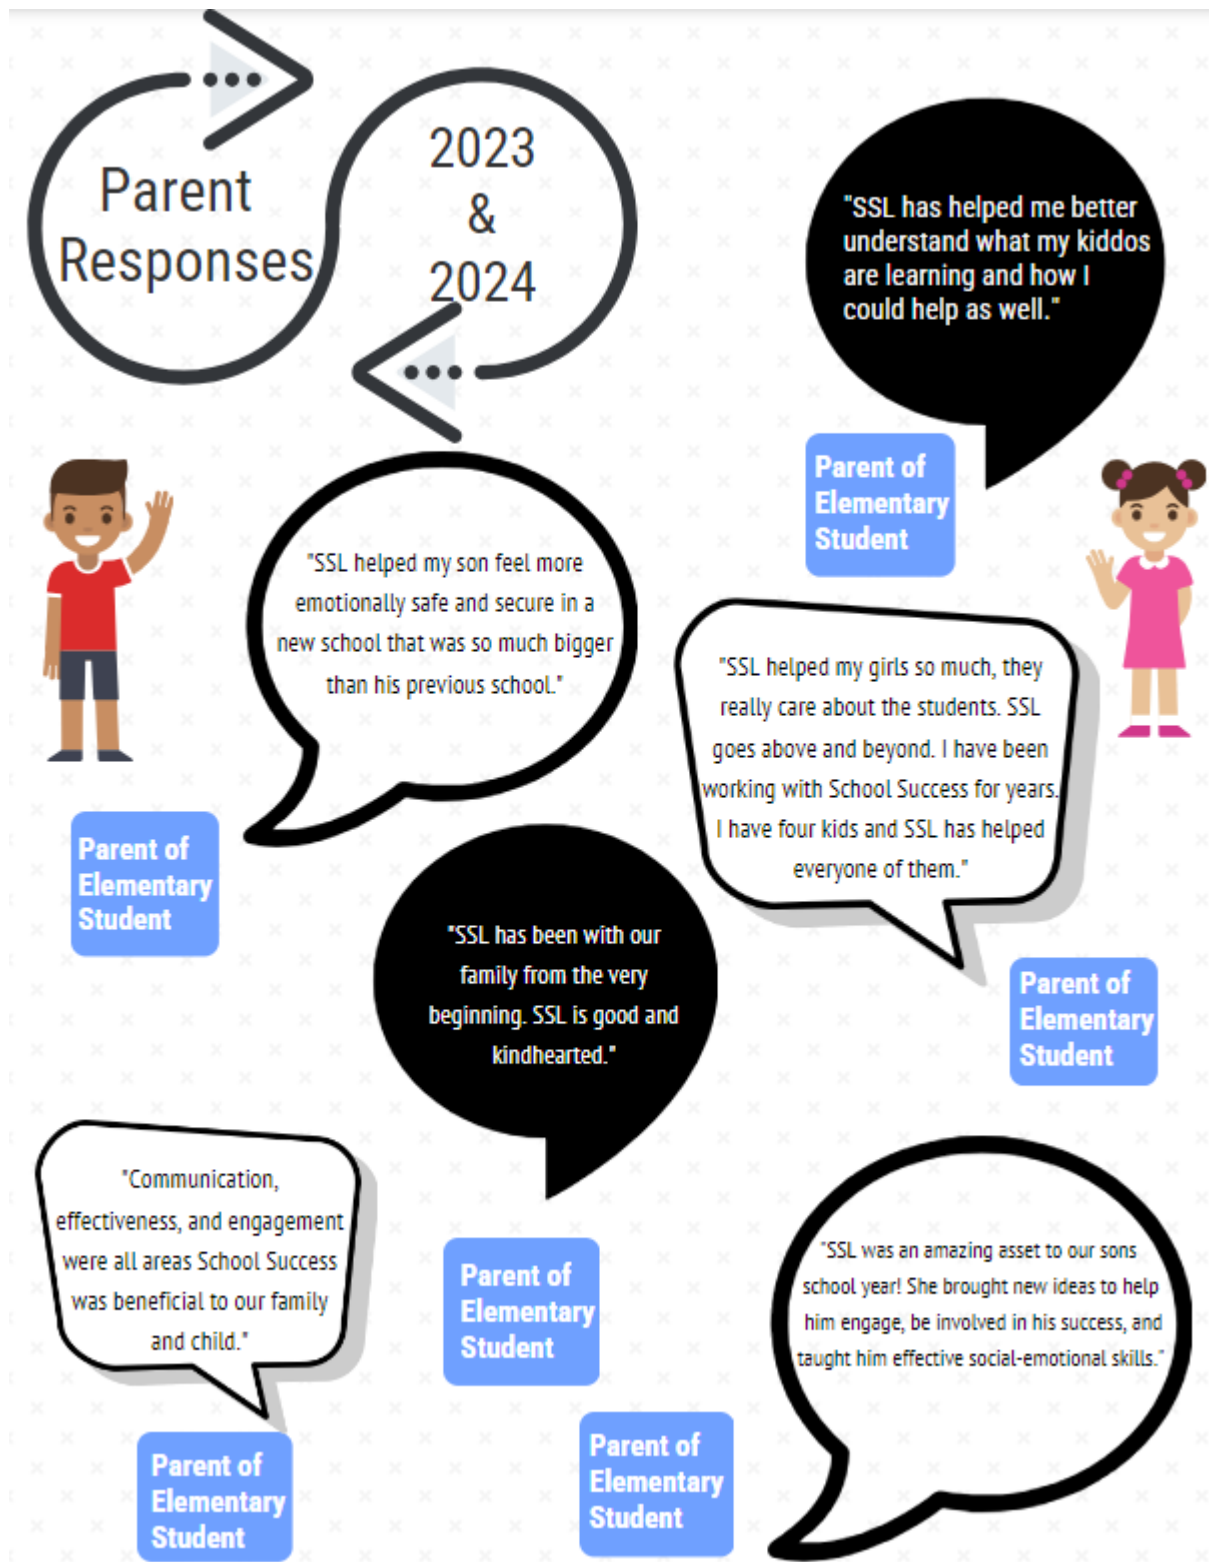 Parent
Responses
2023
&
2024
"SSL has helped me better
understand what my kiddos
are learning and how I
could help as well."
Parent of
Elementary
Student
"SSL helped my son feel more
emotionally safe and secure in a
new school that was so much bigger
than his previous school."
Parent of
Elementary
Student
"SSL helped my girls so much, they
really care about the students. SSL
goes above and beyond. I have been
working with School Success for years.
I have four kids and SSL has helped
everyone of them."
Parent of
Elementary
Student
"SSL has been with our
family from the very
beginning. SSL is good and
kindhearted."
Parent of
Elementary
Student
"Communication,
effectiveness, and engagement
were all areas School Success
was beneficial to our family
and child."
Parent of
Elementary
Student
"SSL was an amazing asset to our sons
school year! She brought new ideas to help
him engage, be involved in his success, and
taught him effective social-emotional skills."
Parent of
Elementary
Student